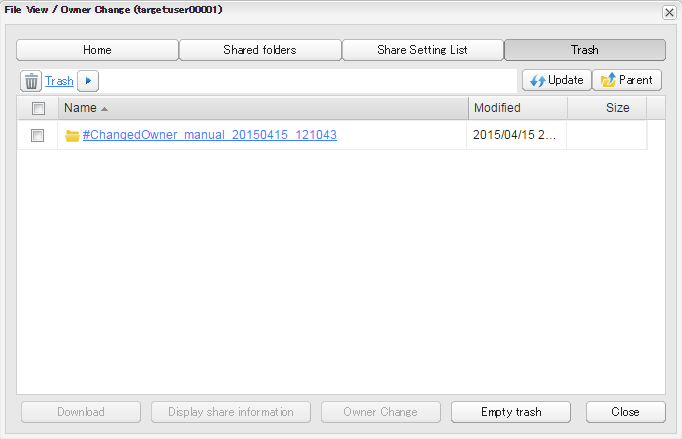 File View / Owner Change (targetuser00001)
Home Shared folders Share Setting List Trash
Trash Update Parent
Name Modified Size
#ChangedOwner_manual_20150415_121043 2015/04/15 2...
Download Display share information Owner Change Empty trash Close